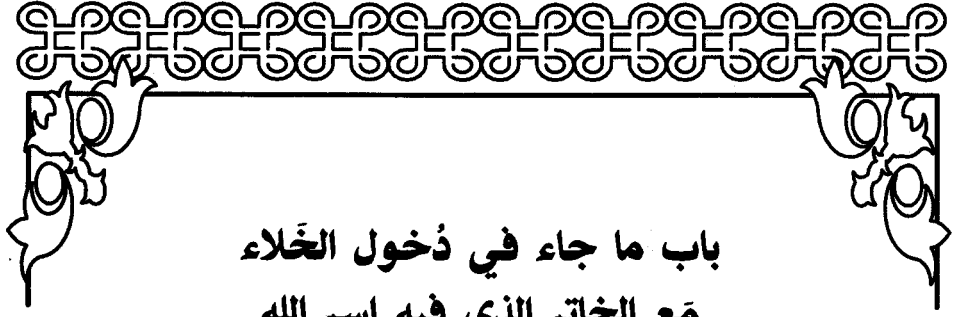 باب ما جاء في دُخول الخَلاء
مَع الخاتم الذي فيه اسم الله